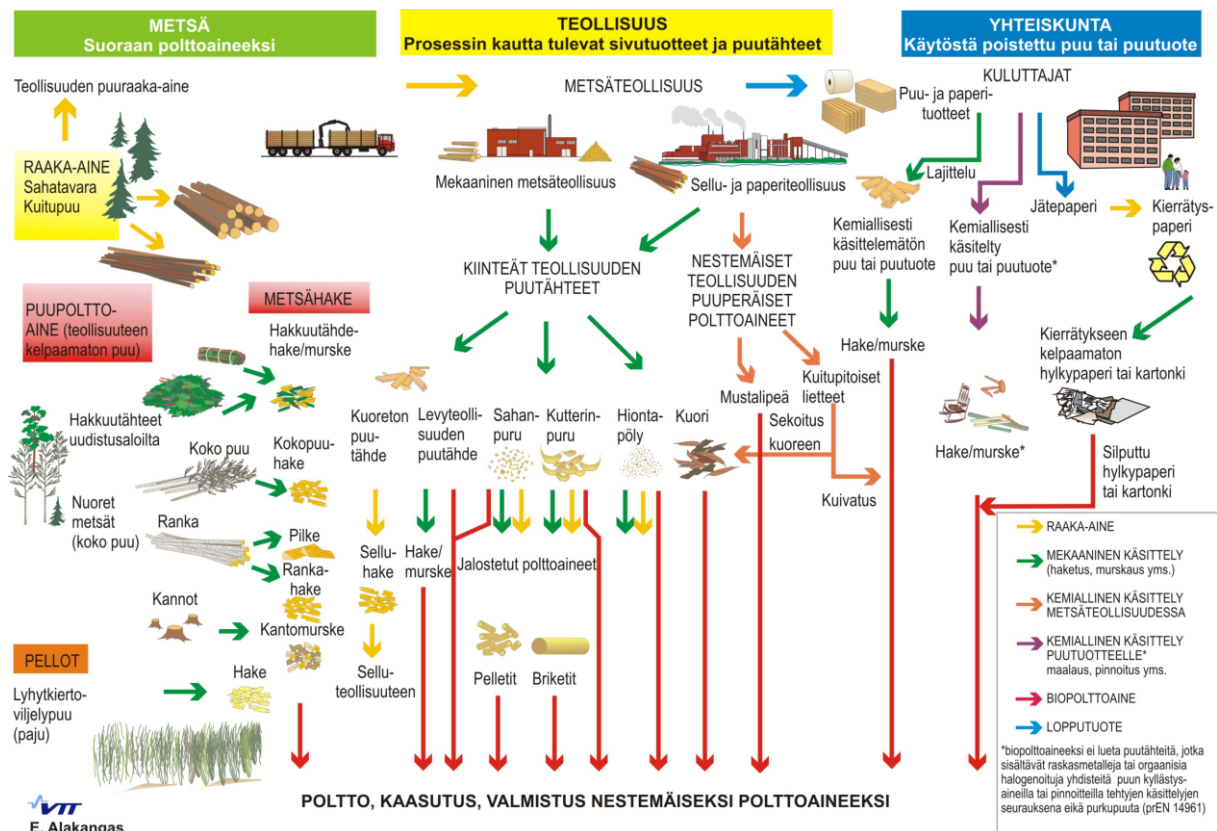 METSÄ
Suoraan polttoaineeksi
TEOLLISUUS
Prosessin kautta tulevat sivutuotteet ja puutähteet
YHTEISKUNTA
Käytöstä poistettu puu tai puutuote
Teollisuuden puuraaka-aine
RAAKA-AINE
Sahatavara
Kuitupuu
PUUPOLTTO-
AINE (teollisuuteen
kelpaamaton puu)
METSÄHAKE
Hakkuutähde-
hake/murske
Hakkuutähteet
uudistusaloilta
Koko puu
Kokopuu-
hake
Nuoret
metsät
(koko puu)
Ranka
Pilke
Ranka-
hake
Kannot
Kantomurske
PELLOT
Lyhytkierto-
viljelypuu
(paju)
Hake
METSÄTEOLLISUUS
Mekaaninen metsäteollisuus
Sellu- ja paperiteollisuus
KIINTEÄT TEOLLISUUDEN
PUUTÄHTEET
NESTEMÄISET
TEOLLISUUDEN
PUUPERÄISET
POLTTOAINEET
Kuoreton
puu-
tähde
Levyteolli-
suuden
puutähde
Sahan-
puru
Kutterin-
puru
Hionta-
pöly
Kuori
Mustalipeä
Kuitupitoiset
lietteet
Sekoitus
kuoreen
Kuivatus
Sellu-
hake
Hake/
murske
Jalostetut polttoaineet
Sellu-
teollisuuteen
Pelletit
Briketit
Puu- ja paperi-
tuotteet
KULUTTAJAT
Lajittelu
Kemiallisesti
käsittelemätön
puu tai puutuote
Kemiallisesti
käsitelty
puu tai puutuote*
Jätepaperi
Kierrätys-
paperi
Hake/murske
Kierrätykseen
kelpaamaton
hylkypaperi tai kartonki
Hake/murske*
Silputtu
hylkypaperi
tai kartonki
RAAKA-AINE
MEKAANINEN KÄSITTELY
(haketus, murskaus yms.)
KEMIALLINEN KÄSITTELY
METSÄTEOLLISUUDESSA
KEMIALLINEN KÄSITTELY
PUUTUOTTEELLE*
maalaus, pinnoitus yms.
BIOPOLTTOAINE
LOPPUTUOTE
*biopolttoaineeksi ei lueta puutähteitä, jotka
sisältävät raskasmetalleja tai orgaanisia
halogenoituja yhdisteitä puun kyllästys-
aineilla tai pinnoitteilla tehtyjen käsittelyjen
seurauksena eikä purkupuuta (prEN 14961)
POLTTO, KAASUTUS, VALMISTUS NESTEMÄISEKSI POLTTOAINEEKSI
VTT
E. Alakangas